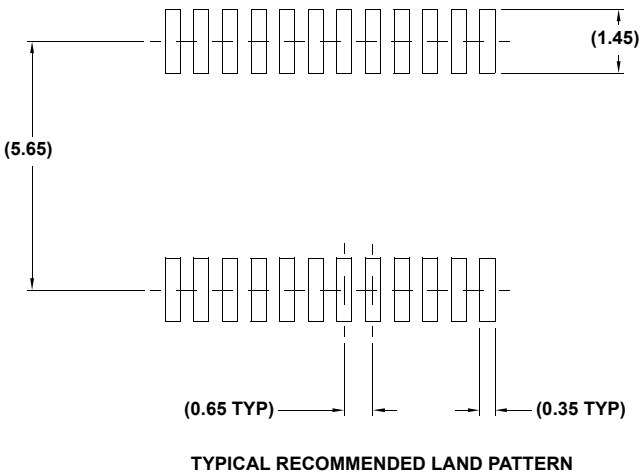 (1.45)
(5.65)
(0.65 TYP)
(0.35 TYP)
TYPICAL RECOMMENDED LAND PATTERN